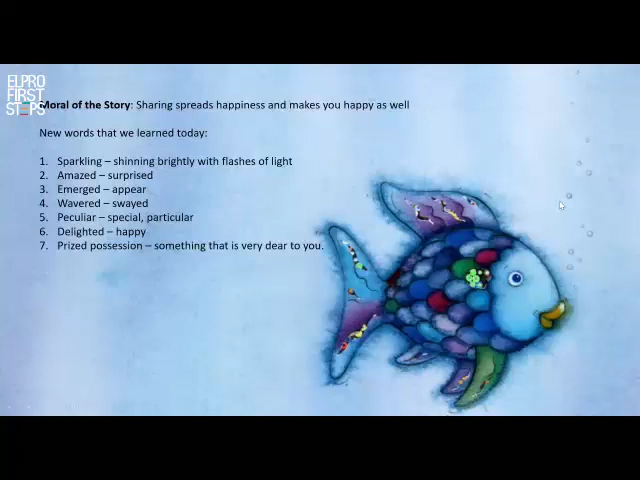 ELPRO
FIRST
STEPS
Moral of the Story: Sharing spreads happiness and makes you happy as well
New words that we learned today:
1. Sparkling – shinning brightly with flashes of light
2. Amazed – surprised
3. Emerged – appear
4. Wavered – swayed
5. Peculiar – special, particular
6. Delighted – happy
7. Prized possession – something that is very dear to you.